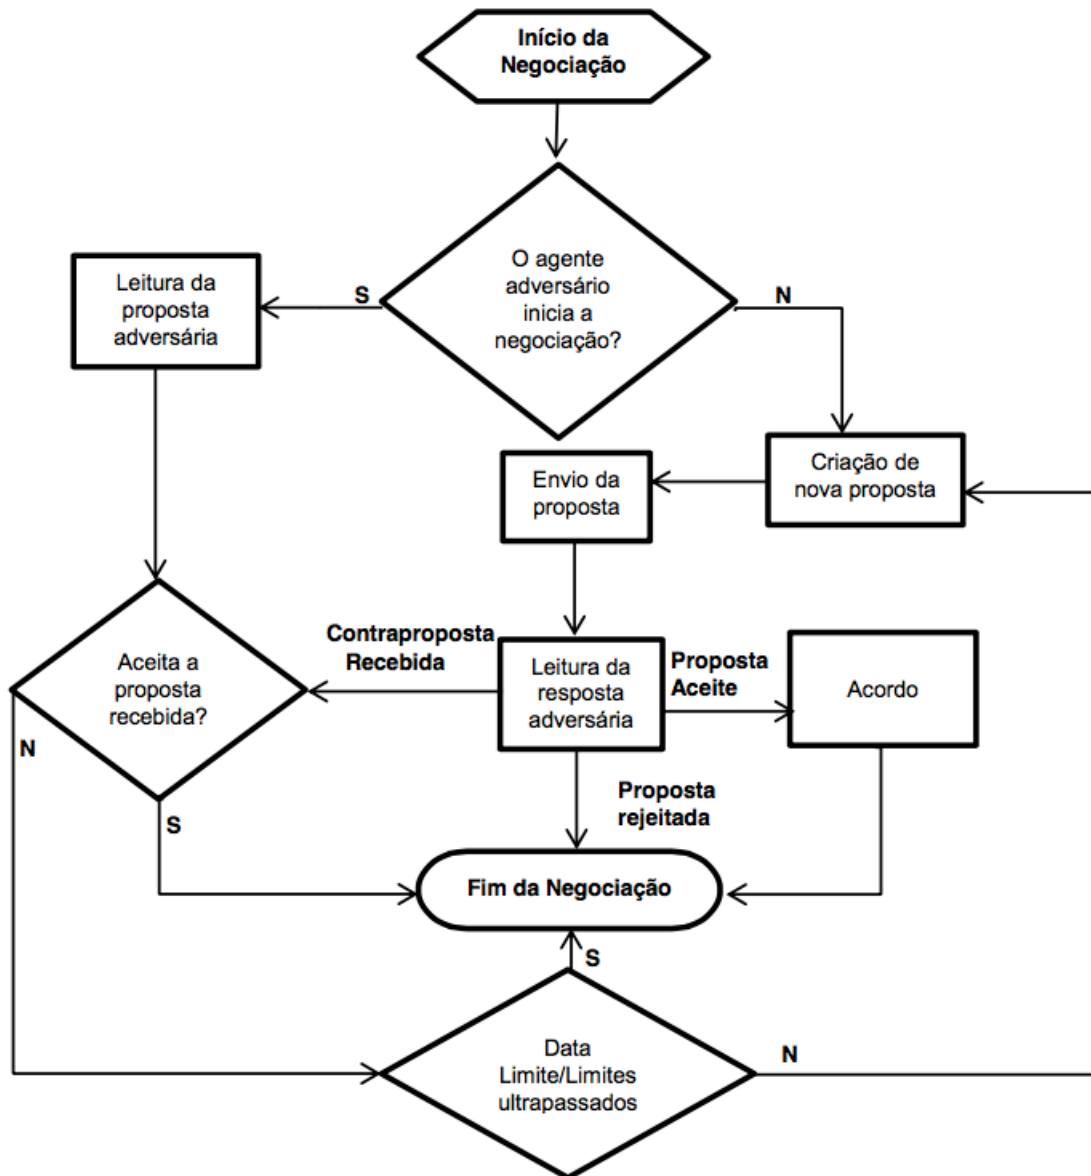 Início da
Negociação
O agente
adversário
inicia a
negociação?
S
N
Leitura da
proposta
adversária
Criação de
nova proposta
Envio da
proposta
Contraproposta
Recebida
Aceita a
proposta
recebida?
Leitura da
resposta
adversária
Proposta
Aceite
Acordo
N
S
Proposta
rejeitada
Fim da Negociação
S
Data
Limite/Limites
ultrapassados
N